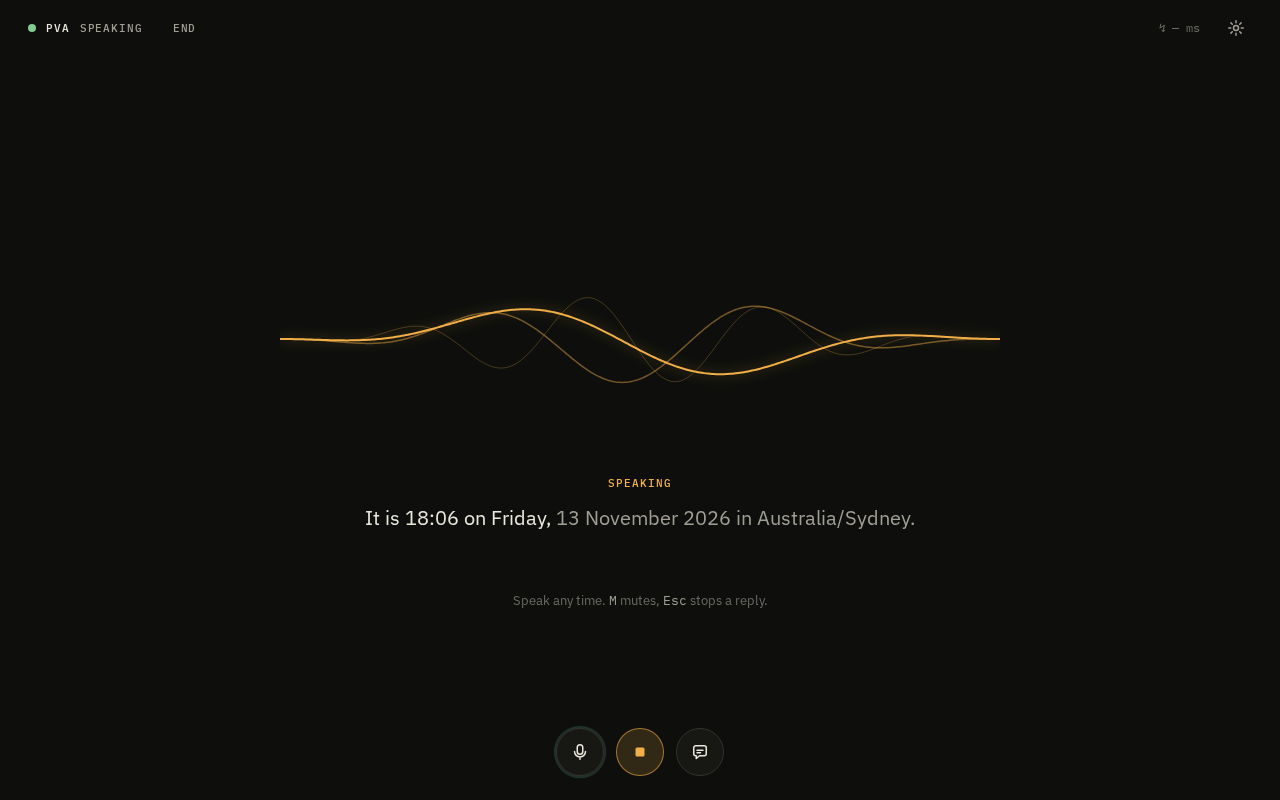 PVA SPEAKING END
↯ — ms
SPEAKING
It is 18:06 on Friday, 13 November 2026 in Australia/Sydney.
Speak any time. M mutes, Esc stops a reply.